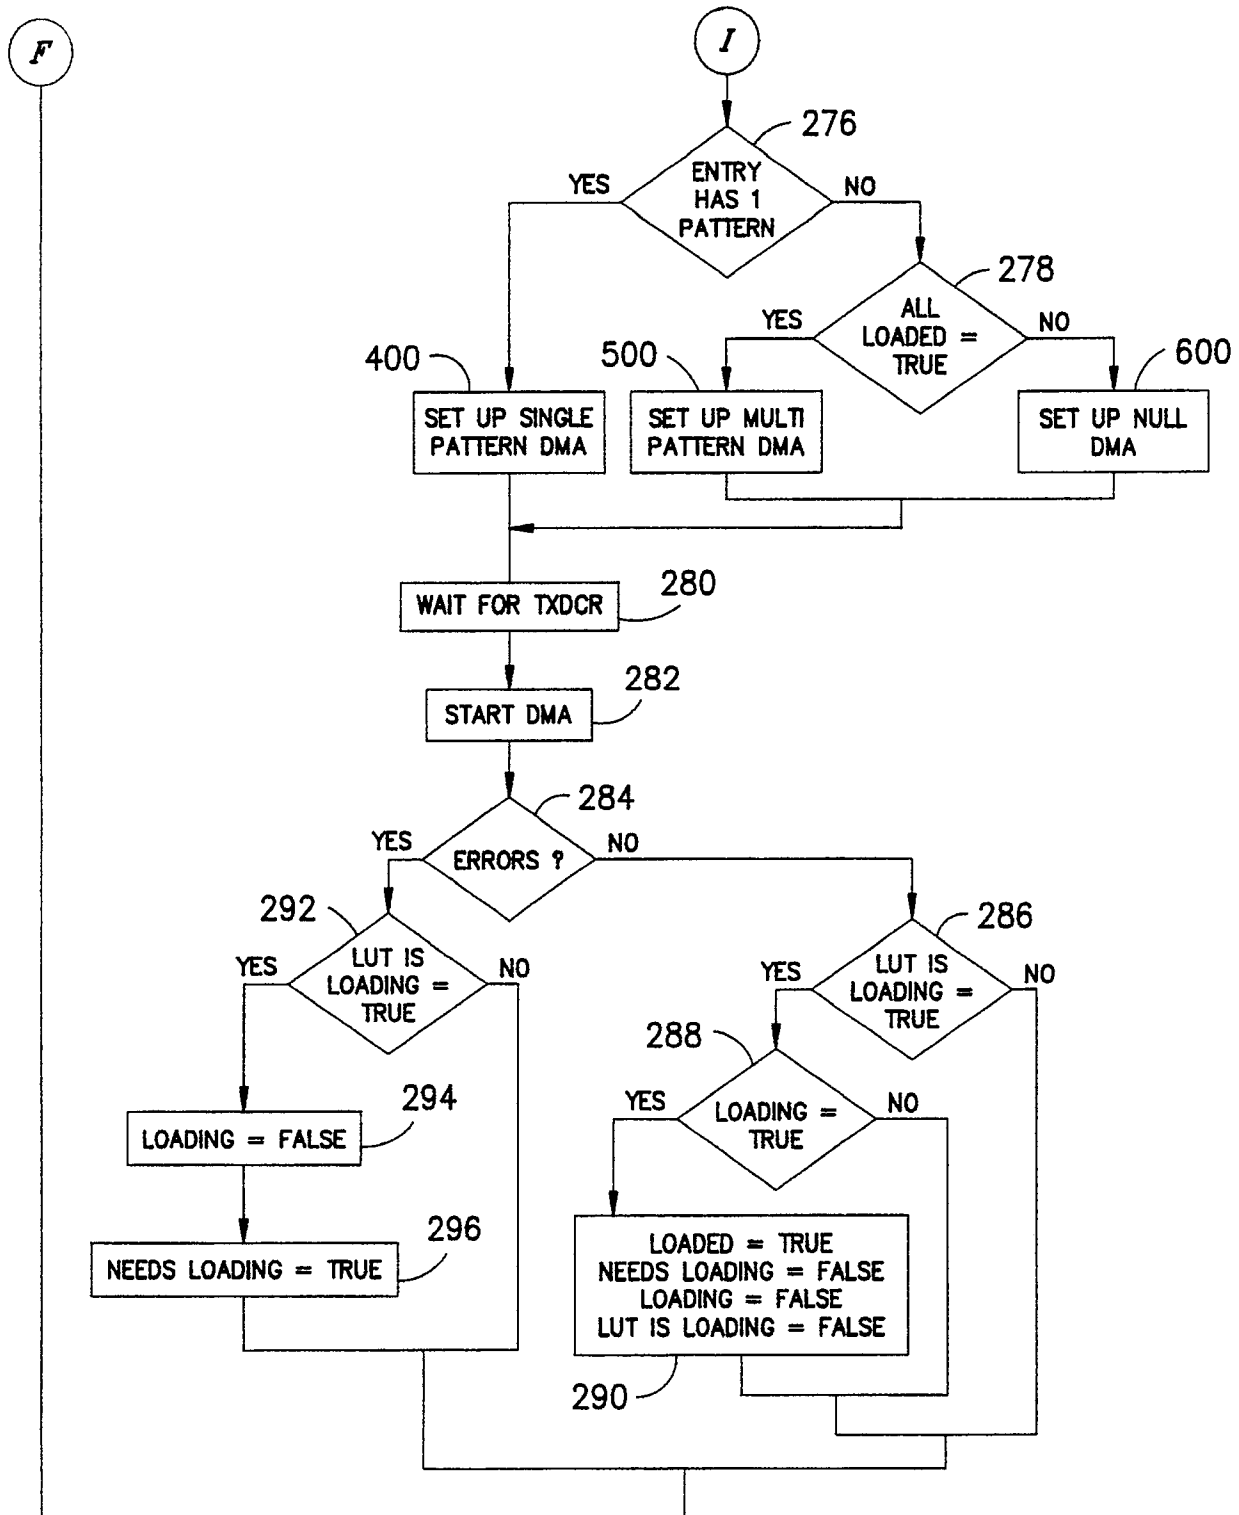 F
I
276
ENTRY
HAS 1
PATTERN
YES
NO
278
ALL
LOADED =
TRUE
YES
NO
400
500
600
SET UP SINGLE
PATTERN DMA
SET UP MULTI
PATTERN DMA
SET UP NULL
DMA
280
WAIT FOR TXDCR
282
START DMA
284
YES
ERRORS ?
NO
292
286
LUT IS
LOADING =
TRUE
YES
NO
LUT IS
LOADING =
TRUE
YES
NO
288
LOADING =
TRUE
YES
NO
294
LOADING = FALSE
296
NEEDS LOADING = TRUE
LOADED = TRUE
NEEDS LOADING = FALSE
LOADING = FALSE
LUT IS LOADING = FALSE
290